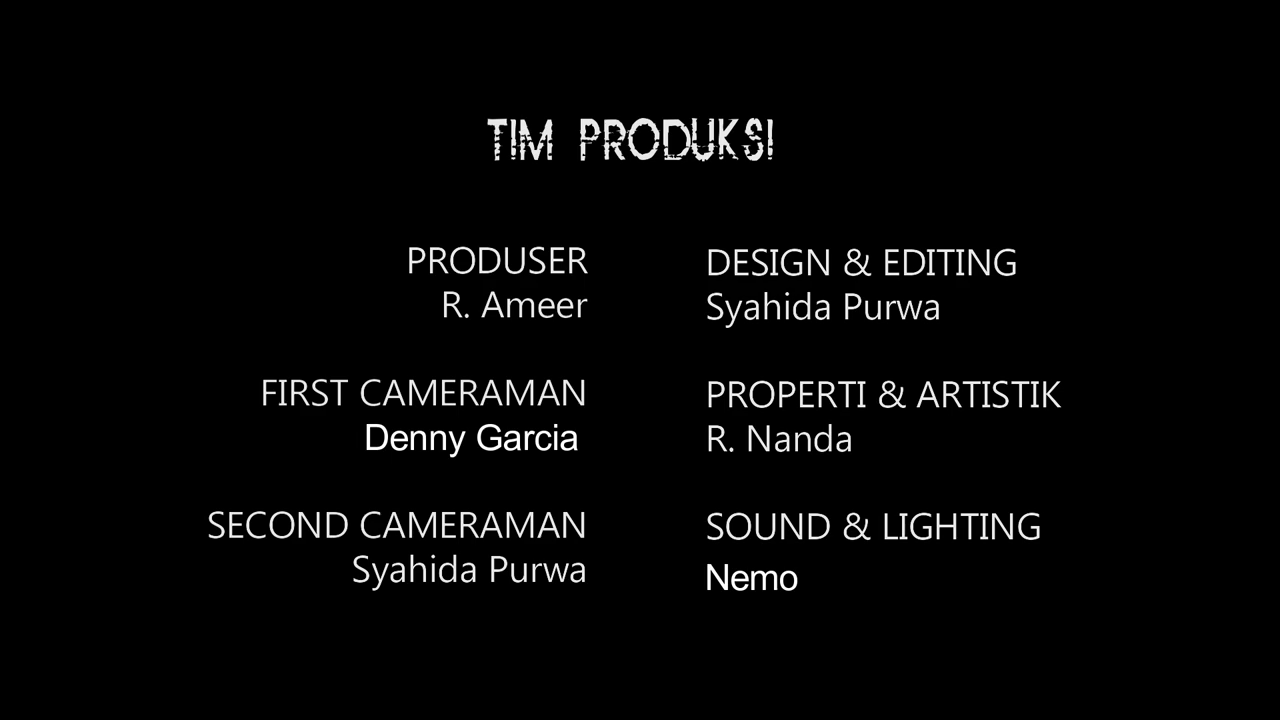 TIM PRODUKSI
PRODUSER
R. Ameer
FIRST CAMERAMAN
Denny Garcia
SECOND CAMERAMAN
Syahida Purwa
DESIGN & EDITING
Syahida Purwa
PROPERTI & ARTISTIK
R. Nanda
SOUND & LIGHTING
Nemo